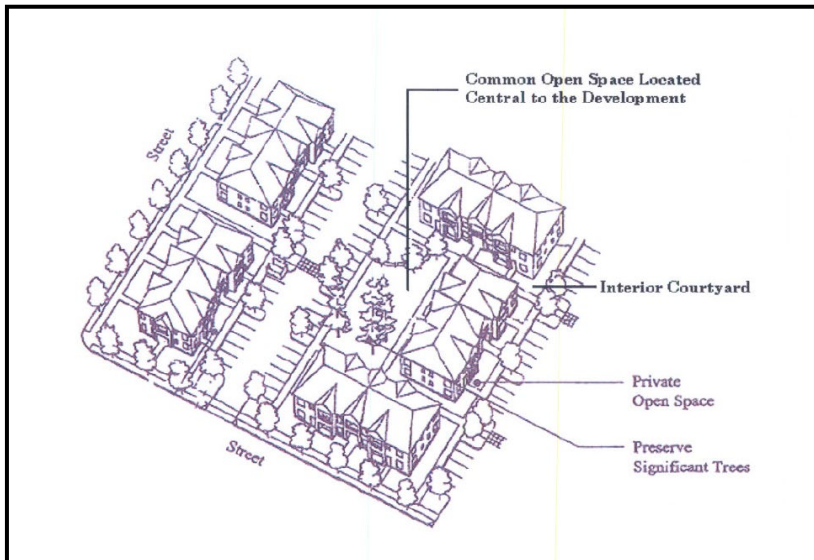 Common Open Space Located
Central to the Development
Street
Interior Courtyard
Private
Open Space
Preserve
Significant Trees
Street